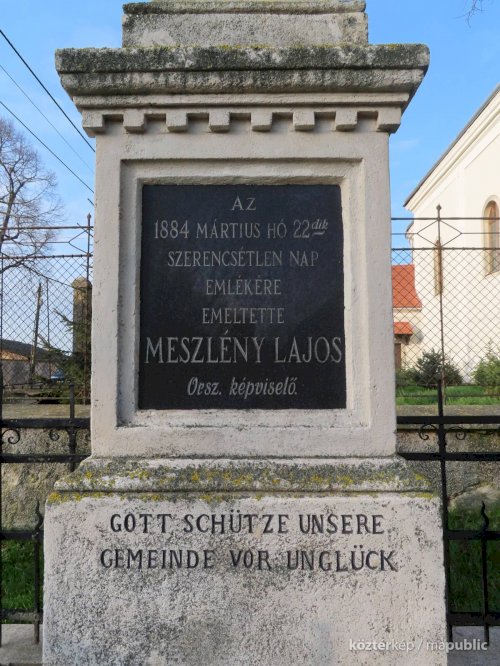 AZ
1884 MÁRTIUS HÓ 22dik
SZERENCSÉTLEN NAP
EMLÉKÉRE
EMELTETTE
MESZLÉNY LAJOS
Orsz. képviselő.
GOTT SCHÜTZE UNSERE
GEMEINDE VOR UNGLÜCK
köztérkép / mapublic